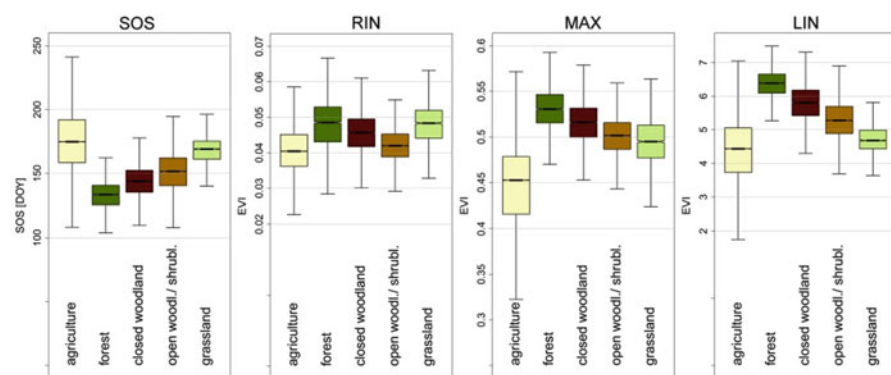 SOS
RIN
MAX
LIN
SOS [DOY]
250
200
150
100
agriculture
forest
closed woodland
open woodl./ shrubl.
grassland
EVI
0.07
0.06
0.05
0.04
0.03
0.02
agriculture
forest
closed woodland
open woodl./ shrubl.
grassland
EVI
0.6
0.55
0.5
0.45
0.4
0.35
0.3
agriculture
forest
closed woodland
open woodl./ shrubl.
grassland
EVI
7
6
5
4
3
2
agriculture
forest
closed woodland
open woodl./ shrubl.
grassland